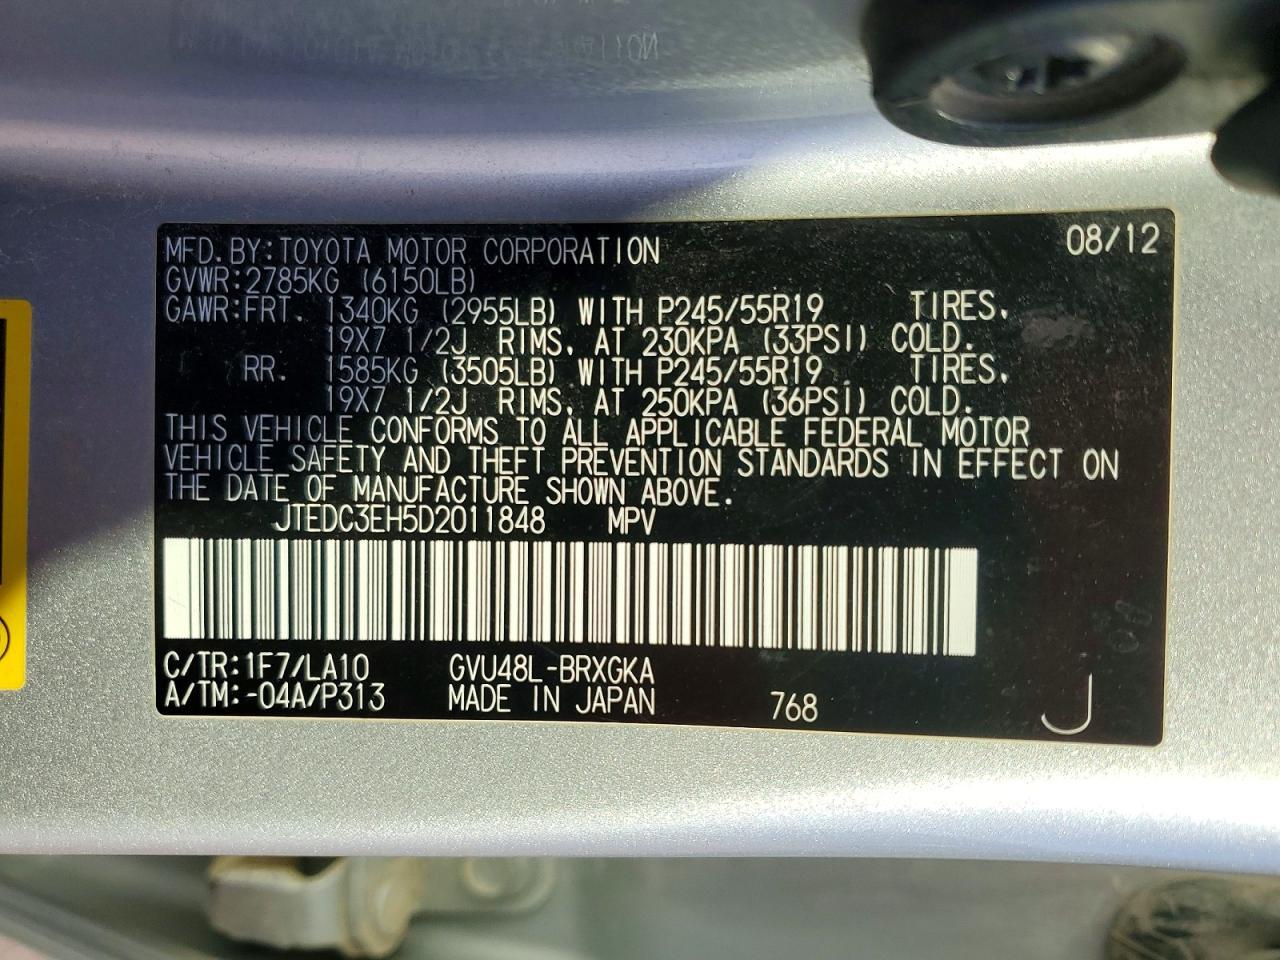 MFD. BY: TOYOTA MOTOR CORPORATION 08/12
GVWR: 2785KG (6150LB)
GAWR: FRT. 1340KG (2955LB) WITH P245/55R19 TIRES,
19X7 1/2J RIMS, AT 230KPA (33PSI) COLD.
RR. 1585KG (3505LB) WITH P245/55R19 TIRES,
19X7 1/2J RIMS, AT 250KPA (36PSI) COLD.
THIS VEHICLE CONFORMS TO ALL APPLICABLE FEDERAL MOTOR
VEHICLE SAFETY AND THEFT PREVENTION STANDARDS IN EFFECT ON
THE DATE OF MANUFACTURE SHOWN ABOVE.
JTEDC3EH5D2011848 MPV
C/TR: 1F7/LA10 GVU48L-BRXGKA
A/TM: -04A/P313 MADE IN JAPAN 768 J